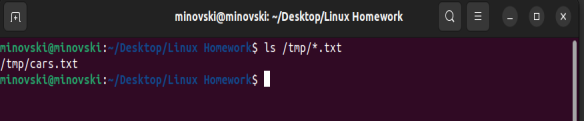 minovski@minovski: ~/Desktop/Linux Homework
minovski@minovski:~/Desktop/Linux Homework$ ls /tmp/*.txt
/tmp/cars.txt
minovski@minovski:~/Desktop/Linux Homework$